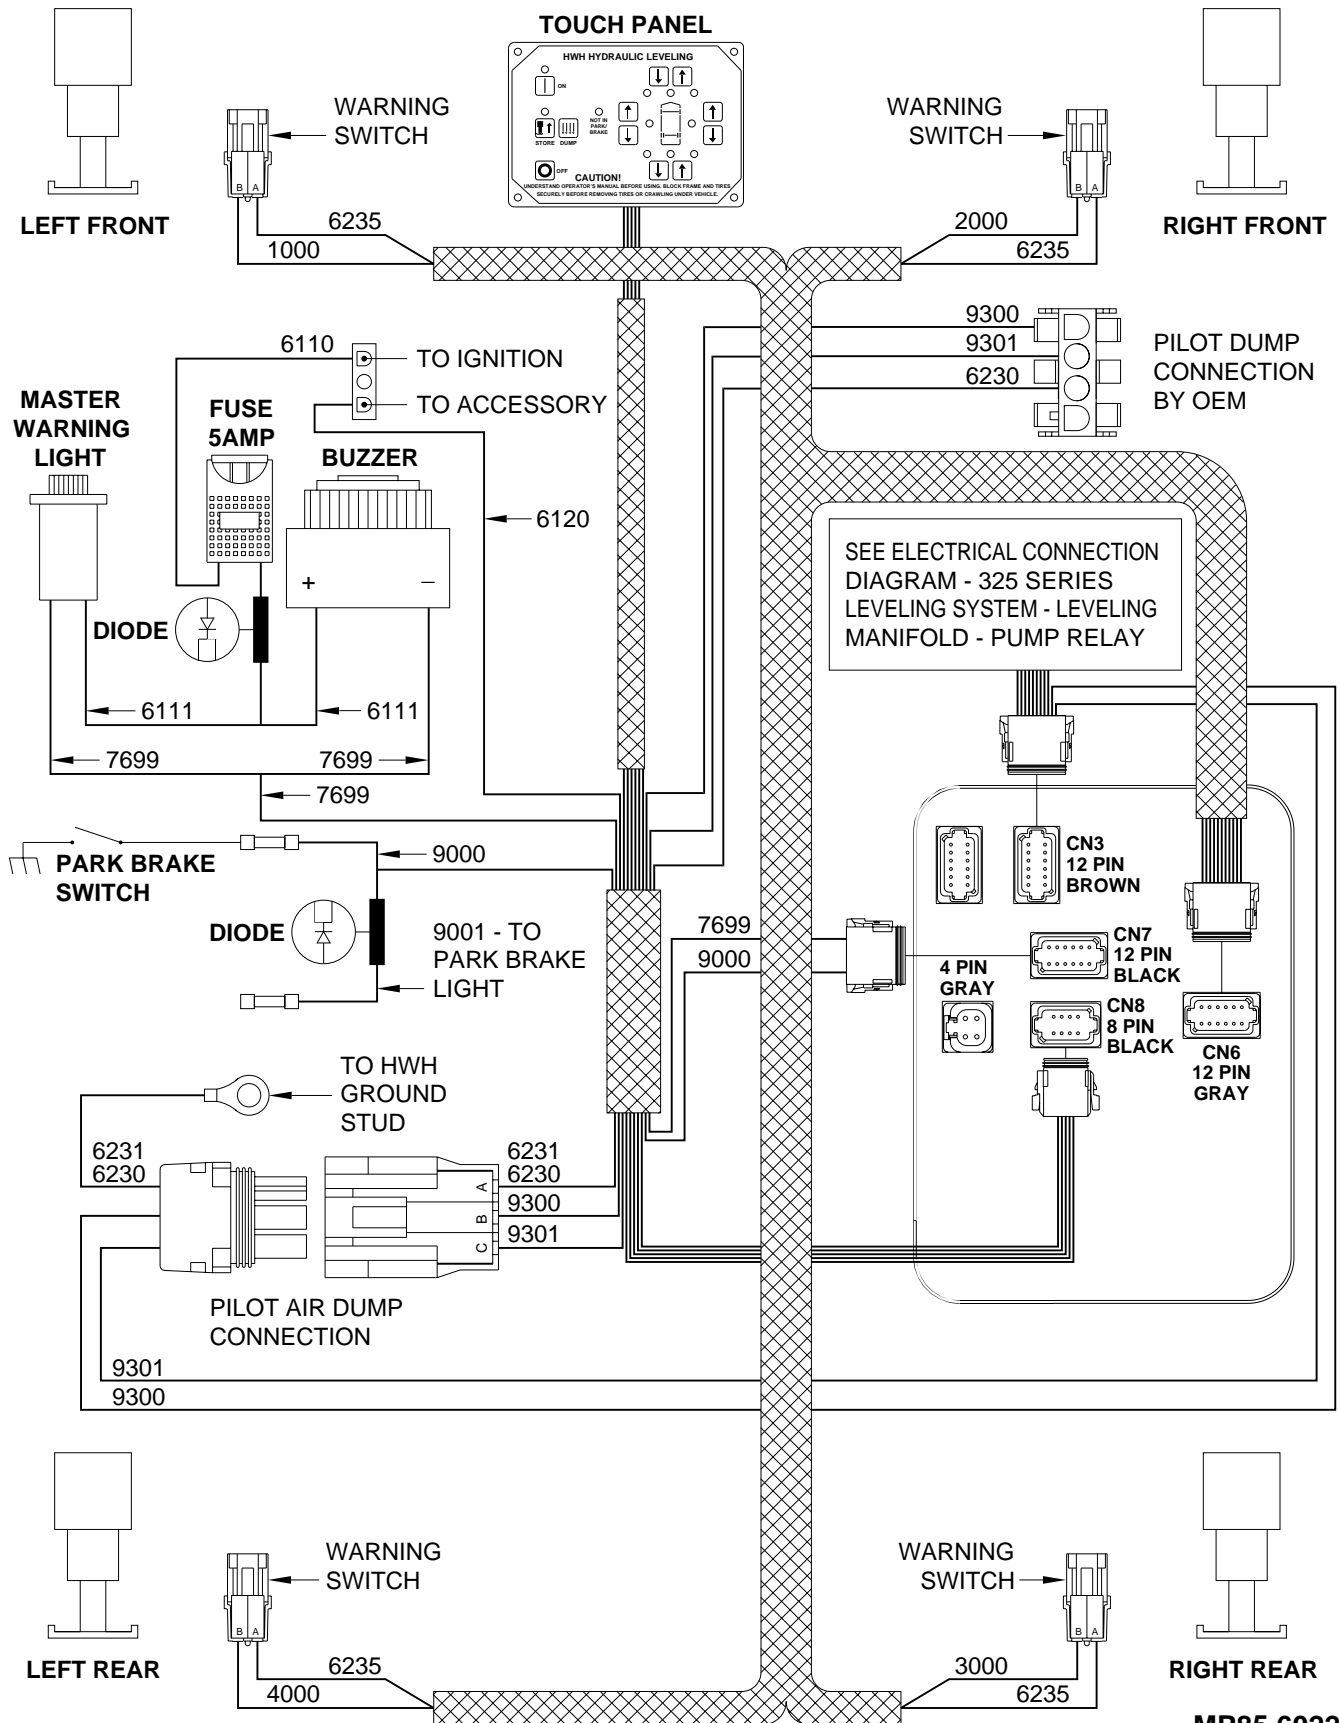 TOUCH PANEL
HWH HYDRAULIC LEVELING
ON
NOT IN
PARK/
BRAKE
STORE DUMP
OFF
CAUTION!
UNDERSTAND OPERATOR'S MANUAL BEFORE USING. BLOCK FRAME AND TIRES
SECURELY BEFORE REMOVING TIRES OR CRAWLING UNDER VEHICLE.
WARNING
SWITCH
B A
LEFT FRONT
6235
1000
WARNING
SWITCH
B A
RIGHT FRONT
2000
6235
9300
9301
6230
PILOT DUMP
CONNECTION
BY OEM
6110
TO IGNITION
TO ACCESSORY
MASTER
WARNING
LIGHT
FUSE
5AMP
BUZZER
+ −
6120
DIODE
6111
6111
7699
7699
7699
SEE ELECTRICAL CONNECTION
DIAGRAM - 325 SERIES
LEVELING SYSTEM - LEVELING
MANIFOLD - PUMP RELAY
PARK BRAKE
SWITCH
9000
DIODE
9001 - TO
PARK BRAKE
LIGHT
7699
9000
CN3
12 PIN
BROWN
CN7
12 PIN
BLACK
4 PIN
GRAY
CN8
8 PIN
BLACK
CN6
12 PIN
GRAY
TO HWH
GROUND
STUD
6231
6230
6231
6230
9300
9301
A
B
C
PILOT AIR DUMP
CONNECTION
9301
9300
WARNING
SWITCH
B A
LEFT REAR
6235
4000
WARNING
SWITCH
B A
RIGHT REAR
3000
6235